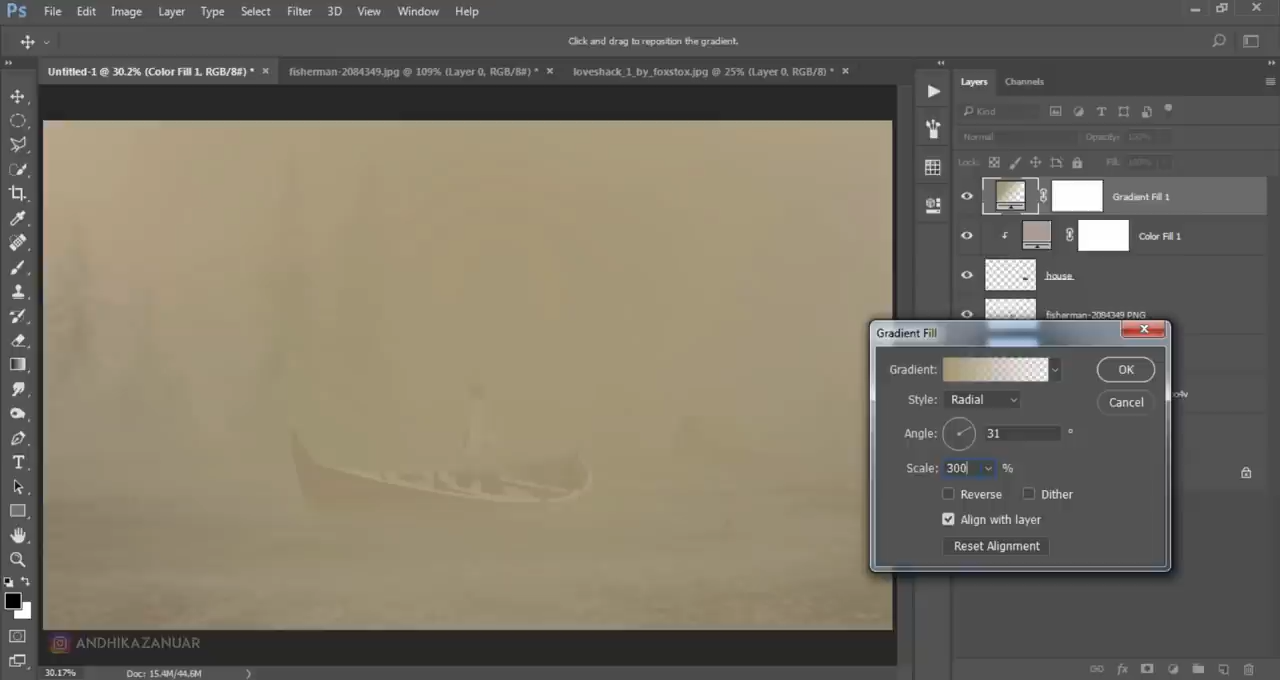 Ps File Edit Image Layer Type Select Filter 3D View Window Help
Click and drag to reposition the gradient.
Untitled-1 @ 30.2% (Color Fill 1, RGB/8#) * × fisherman-2084349.jpg @ 109% (Layer 0, RGB/8#) * × loveshack_1_by_foxstox.jpg @ 25% (Layer 0, RGB/8) * ×
Layers Channels
Kind
Normal Opacity: 100%
Lock: Fill: 100%
Gradient Fill 1
Color Fill 1
house
fisherman-2084349 PNG
Gradient Fill
Gradient: OK
Style: Radial
Cancel
Angle: 31 °
Scale: 300 %
Reverse Dither
Align with layer
Reset Alignment
ANDHIKAZANUAR
30.17% Doc: 15.4M/44.6M